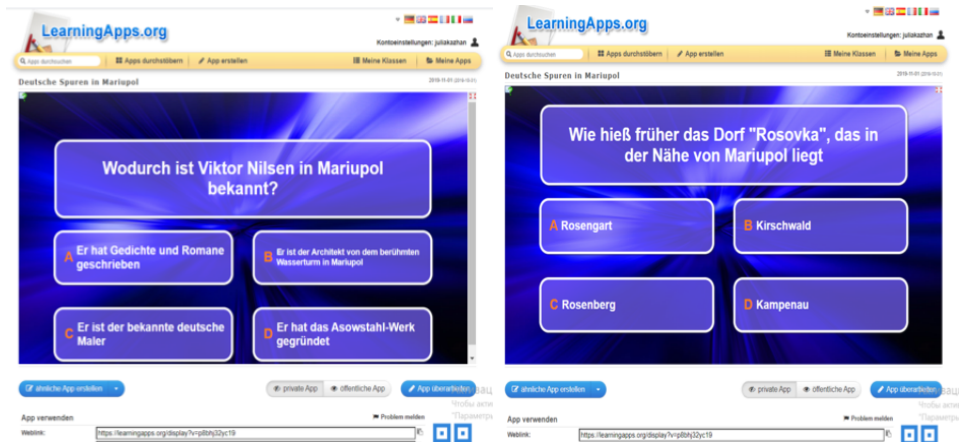 LearningApps.org
Kontoeinstellungen: juliakazhan
Apps durchsuchen
Apps durchstöbern
App erstellen
Meine Klassen
Meine Apps
Deutsche Spuren in Mariupol
Wodurch ist Viktor Nilsen in Mariupol
bekannt?
A Er hat Gedichte und Romane
geschrieben
B Er ist der Architekt von dem berühmten
Wasserturm in Mariupol
C Er ist der bekannte deutsche
Maler
D Er hat das Asowstahl-Werk
gegründet
ähnliche App erstellen
private App
öffentliche App
App überarbeiten
App verwenden
Problem melden
Weblink:
https://learningapps.org/display?v=p8bhj32yc19
LearningApps.org
Kontoeinstellungen: juliakazhan
Apps durchsuchen
Apps durchstöbern
App erstellen
Meine Klassen
Meine Apps
Deutsche Spuren in Mariupol
Wie hieß früher das Dorf "Rosovka", das in
der Nähe von Mariupol liegt
A Rosengart
B Kirschwald
C Rosenberg
D Kampenau
ähnliche App erstellen
private App
öffentliche App
App überarbeiten
App verwenden
Problem melden
Weblink:
https://learningapps.org/display?v=p8bhj32yc19